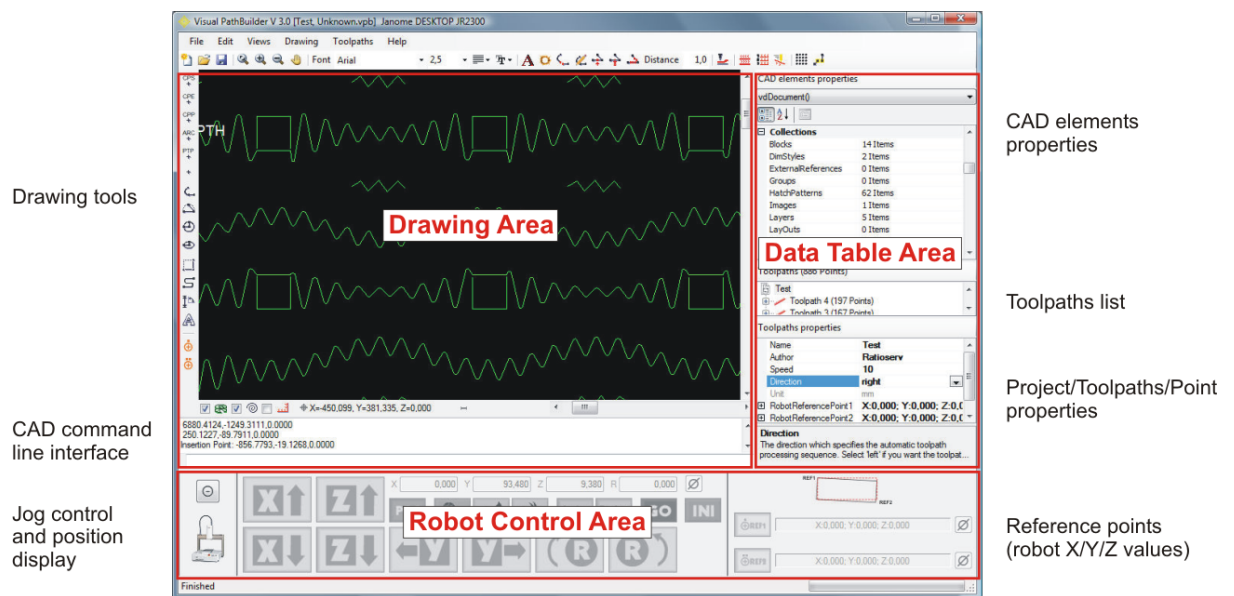 Visual PathBuilder V 3.0 [Test, Unknown.vpb] Janome DESKTOP JR2300
File Edit Views Drawing Toolpaths Help
Font Arial 2,5 Distance 1,0
Drawing tools
CAD command
line interface
Jog control
and position
display
CPS
CPE
CPP
ARC
PTP
PTH
Drawing Area
X=-450,099, Y=381,335, Z=0,000
6880.4124,-1249.3111,0.0000
250.1227,-89.7911,0.0000
Insertion Point: -856.7793,-19.1268,0.0000
CAD elements properties
vdDocument()
Collections
Blocks 14 Items
DimStyles 2 Items
ExternalReferences 0 Items
Groups 0 Items
HatchPatterns 62 Items
Images 1 Items
Layers 5 Items
LayOuts 0 Items
Data Table Area
Toolpaths (886 Points)
Test
Toolpath 4 (197 Points)
Toolpath 3 (167 Points)
Toolpaths properties
Name Test
Author Ratioserv
Speed 10
Direction right
Unit mm
RobotReferencePoint1 X:0,000; Y:0,000; Z:0,0
RobotReferencePoint2 X:0,000; Y:0,000; Z:0,0
Direction
The direction which specifies the automatic toolpath
processing sequence. Select 'left' if you want the toolpat...
X 0,000 Y 93,480 Z 9,380 R 0,000
X Z GO INI
Robot Control Area
X Z Y Y R R
REF1
REF2
REF1 X:0,000; Y:0,000; Z:0,000
REF2 X:0,000; Y:0,000; Z:0,000
Finished
CAD elements
properties
Toolpaths list
Project/Toolpaths/Point
properties
Reference points
(robot X/Y/Z values)